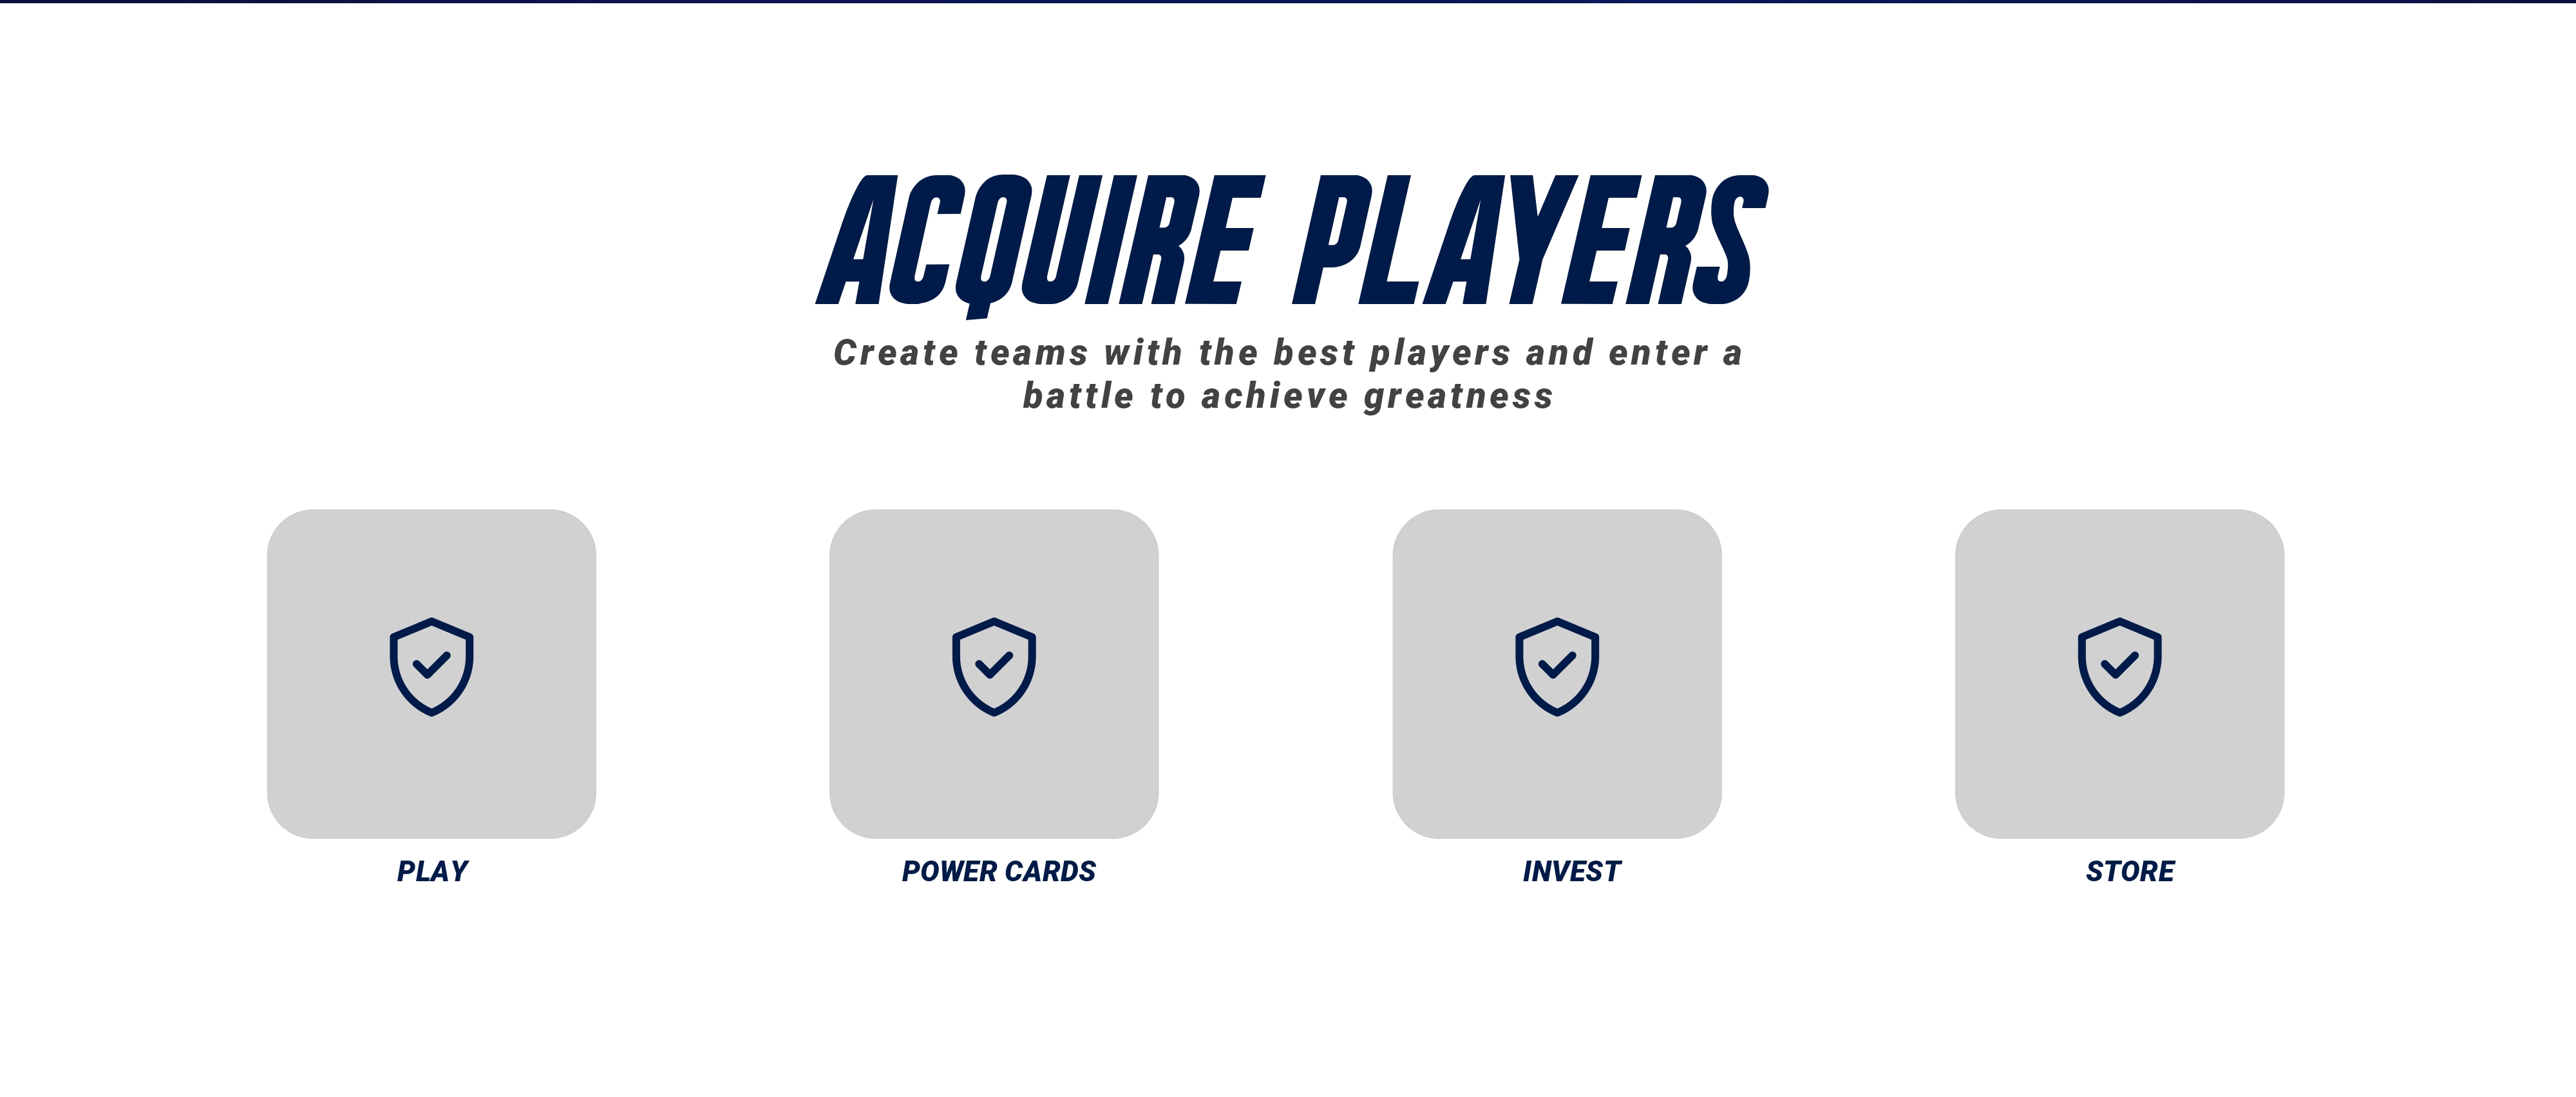 ACQUIRE PLAYERS
Create teams with the best players and enter a
battle to achieve greatness
PLAY
POWER CARDS
INVEST
STORE